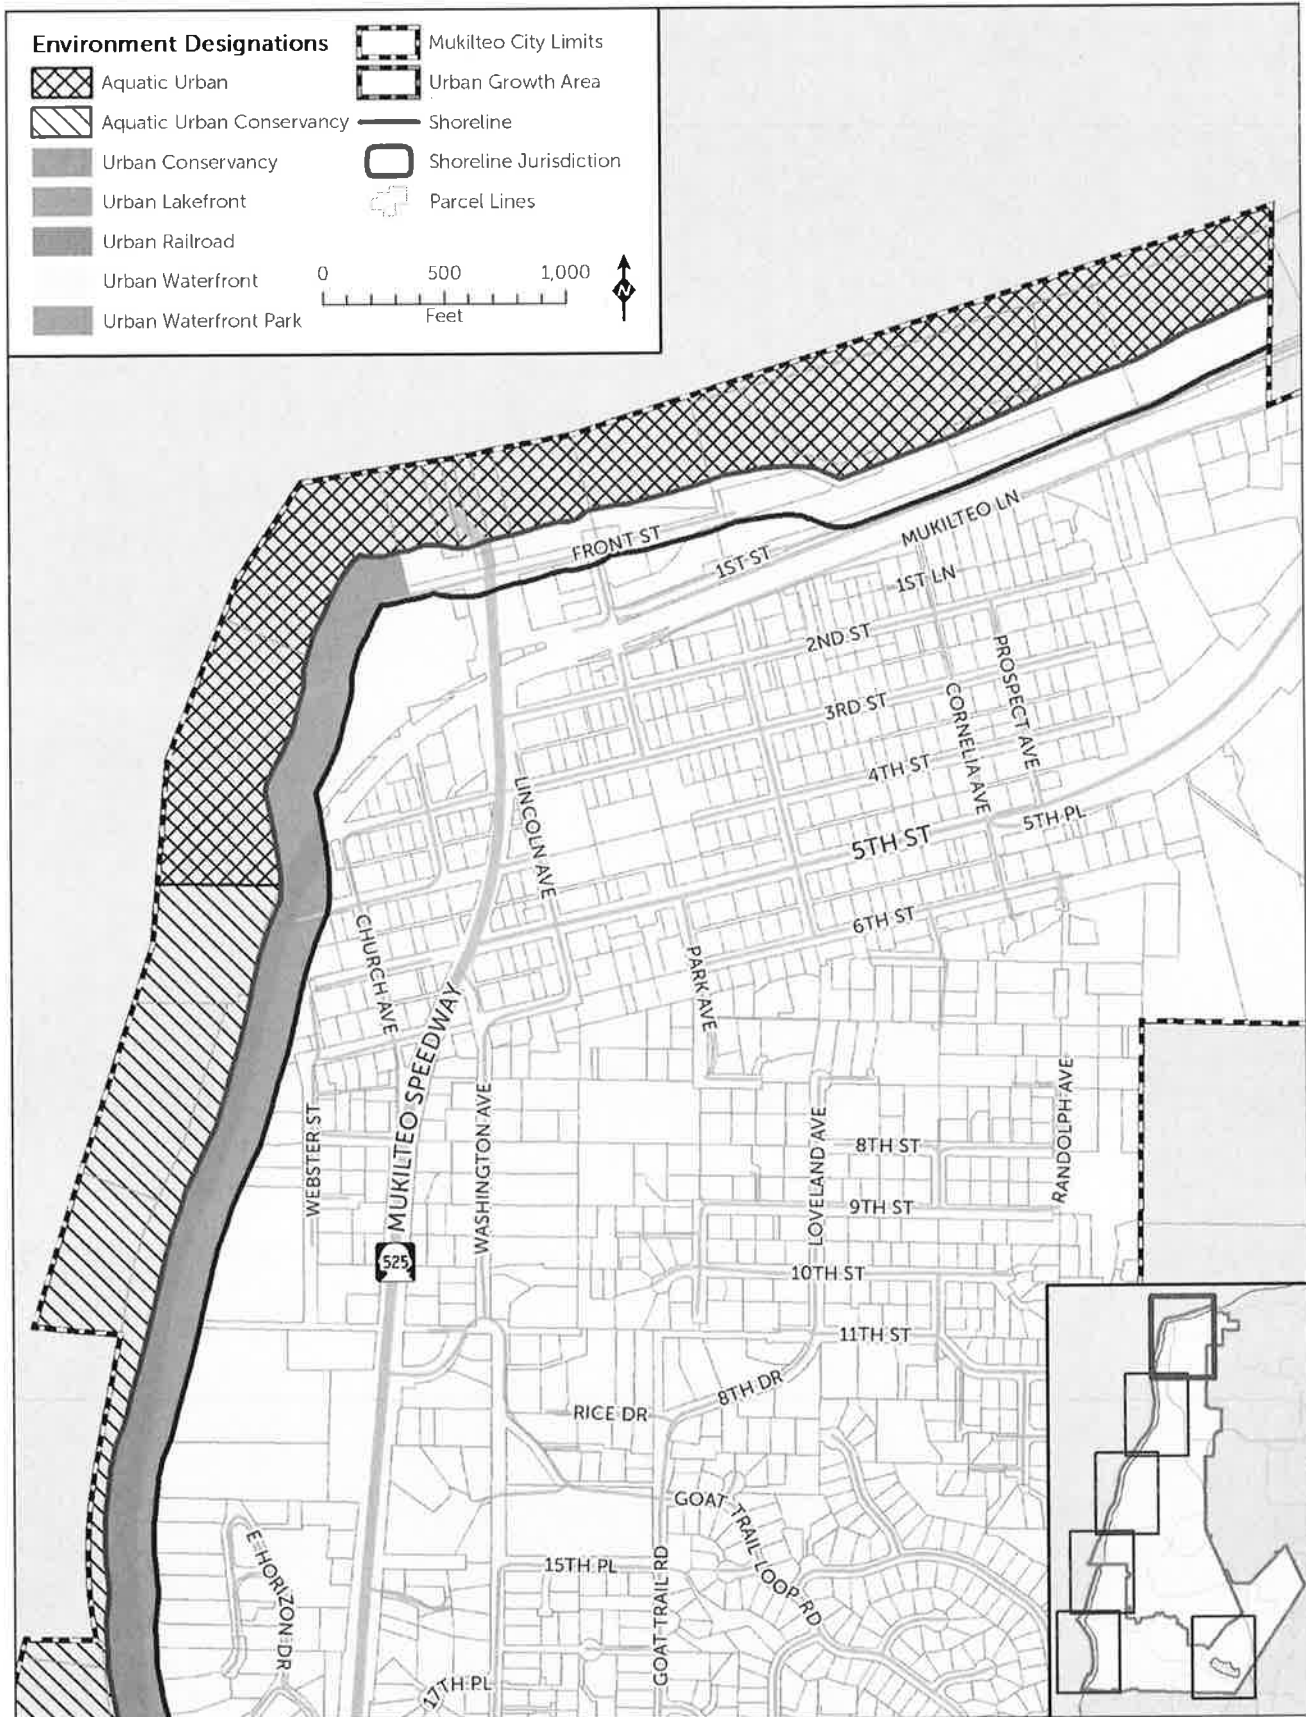 Environment Designations
Aquatic Urban
Aquatic Urban Conservancy
Urban Conservancy
Urban Lakefront
Urban Railroad
Urban Waterfront
Urban Waterfront Park
Mukilteo City Limits
Urban Growth Area
Shoreline
Shoreline Jurisdiction
Parcel Lines
0 500 1,000
Feet
N
FRONT ST
1ST ST
MUKILTEO LN
1ST LN
2ND ST
PROSPECT AVE
3RD ST
CORNELIA AVE
4TH ST
LINCOLN AVE
5TH ST
5TH PL
6TH ST
CHURCH AVE
PARK AVE
MUKILTEO SPEEDWAY
WEBSTER ST
WASHINGTON AVE
LOVELAND AVE
RANDOLPH AVE
8TH ST
9TH ST
525
10TH ST
11TH ST
8TH DR
RICE DR
GOAT TRAIL LOOP RD
E HORIZON DR
15TH PL
GOAT TRAIL RD
17TH PL